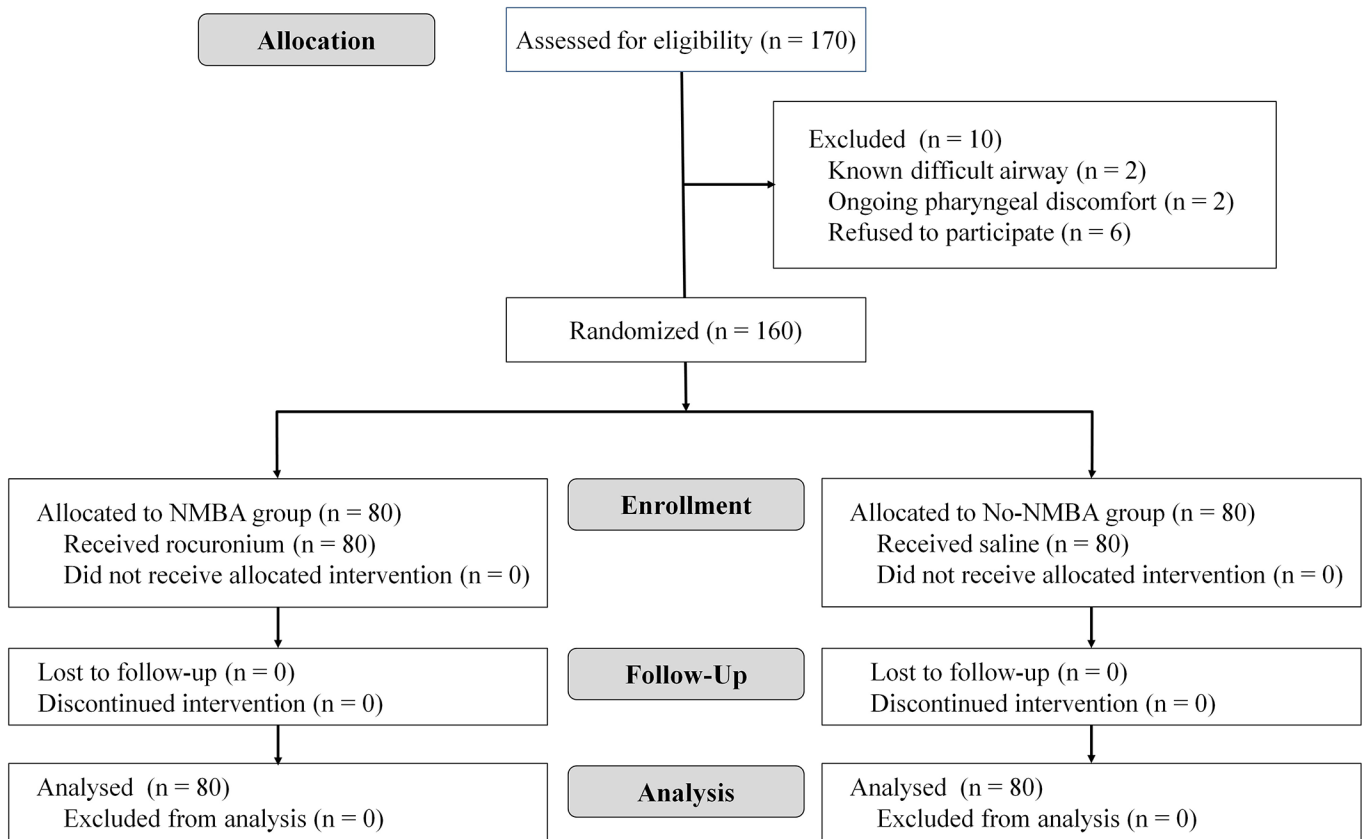 Allocation
Assessed for eligibility (n = 170)
Excluded (n = 10)
Known difficult airway (n = 2)
Ongoing pharyngeal discomfort (n = 2)
Refused to participate (n = 6)
Randomized (n = 160)
Allocated to NMBA group (n = 80)
Received rocuronium (n = 80)
Did not receive allocated intervention (n = 0)
Enrollment
Allocated to No-NMBA group (n = 80)
Received saline (n = 80)
Did not receive allocated intervention (n = 0)
Lost to follow-up (n = 0)
Discontinued intervention (n = 0)
Follow-Up
Lost to follow-up (n = 0)
Discontinued intervention (n = 0)
Analysed (n = 80)
Excluded from analysis (n = 0)
Analysis
Analysed (n = 80)
Excluded from analysis (n = 0)